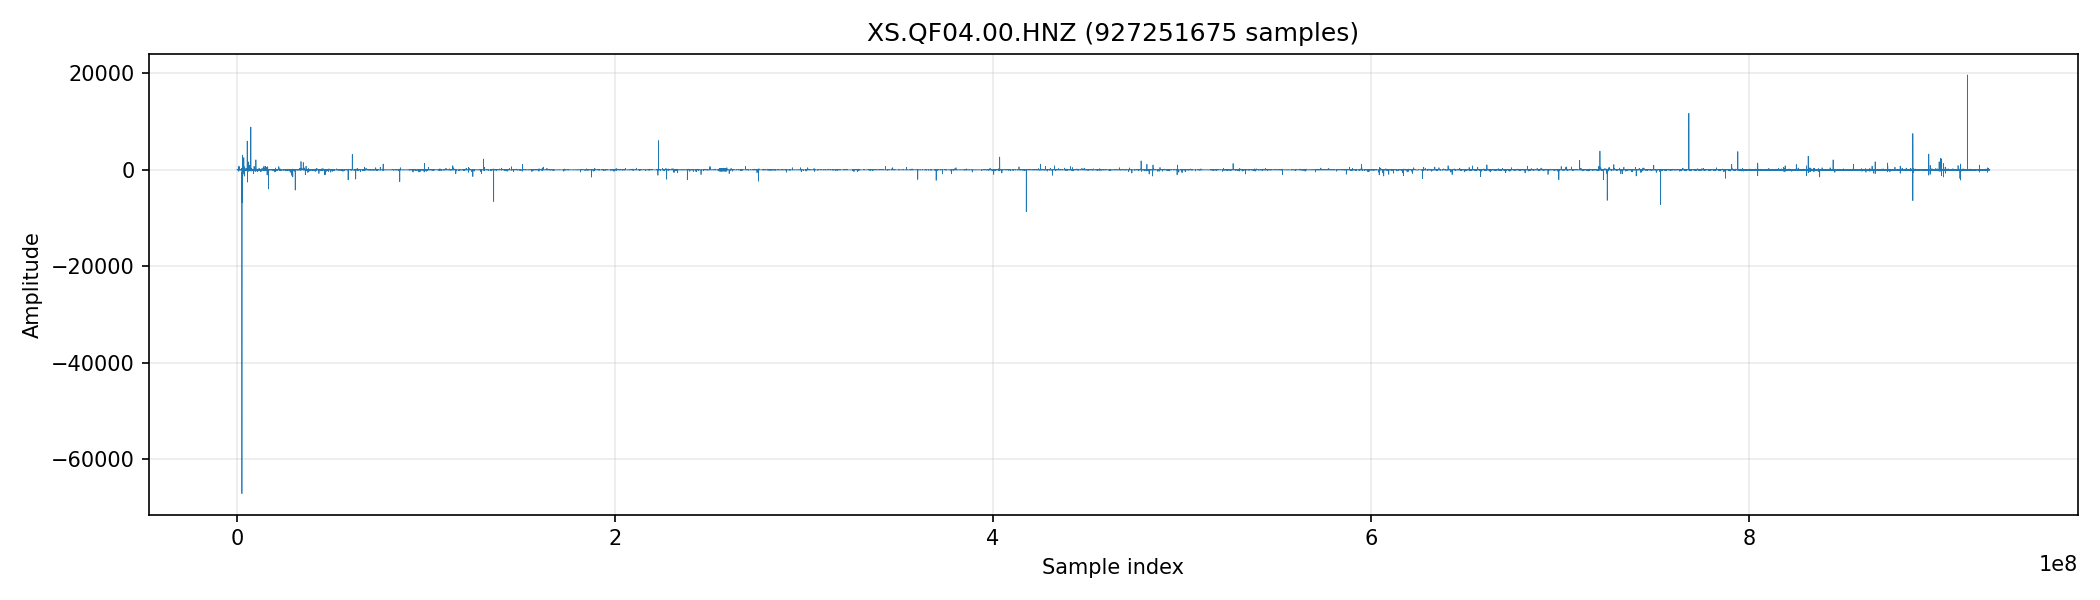 XS.QF04.00.HNZ (927251675 samples)
20000
0
−20000
−40000
−60000
Amplitude
0 2 4 6 8
1e8
Sample index